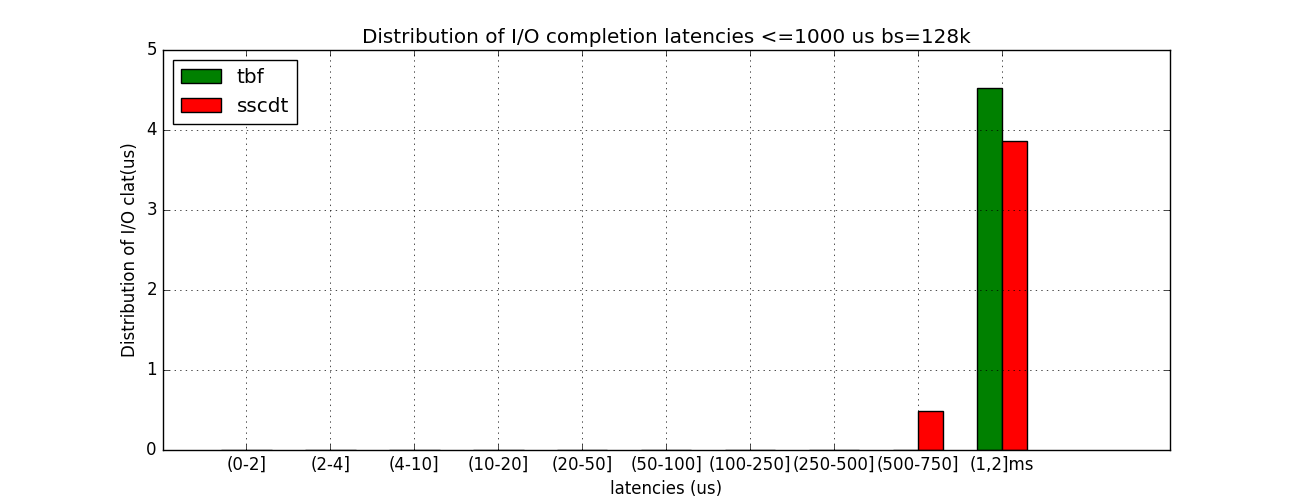 Distribution of I/O completion latencies <=1000 us bs=128k
5
4
3
2
1
0
Distribution of I/O clat(us)
tbf
sscdt
(0-2] (2-4] (4-10] (10-20] (20-50] (50-100] (100-250] (250-500] (500-750] (1,2]ms
latencies (us)